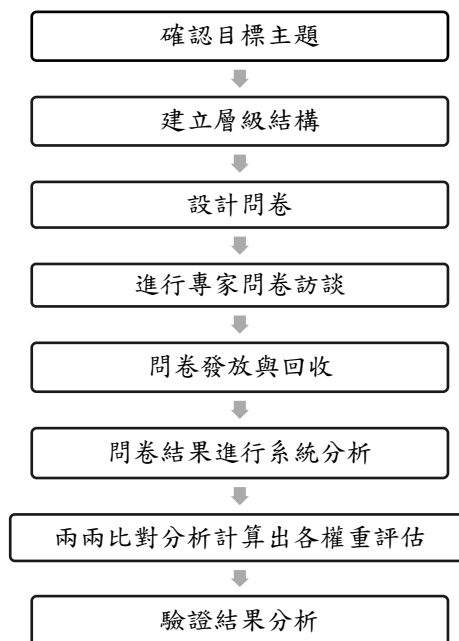 確認目標主題
建立層級結構
設計問卷
進行專家問卷訪談
問卷發放與回收
問卷結果進行系統分析
兩兩比對分析計算出各權重評估
驗證結果分析